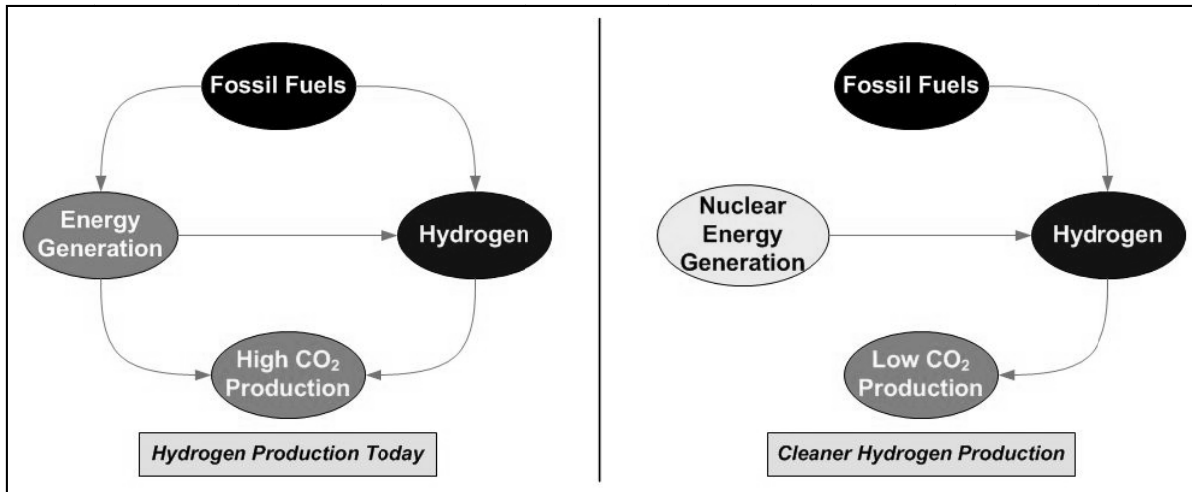 Fossil Fuels
Energy
Generation
Hydrogen
High CO₂
Production
Hydrogen Production Today
Fossil Fuels
Nuclear
Energy
Generation
Hydrogen
Low CO₂
Production
Cleaner Hydrogen Production